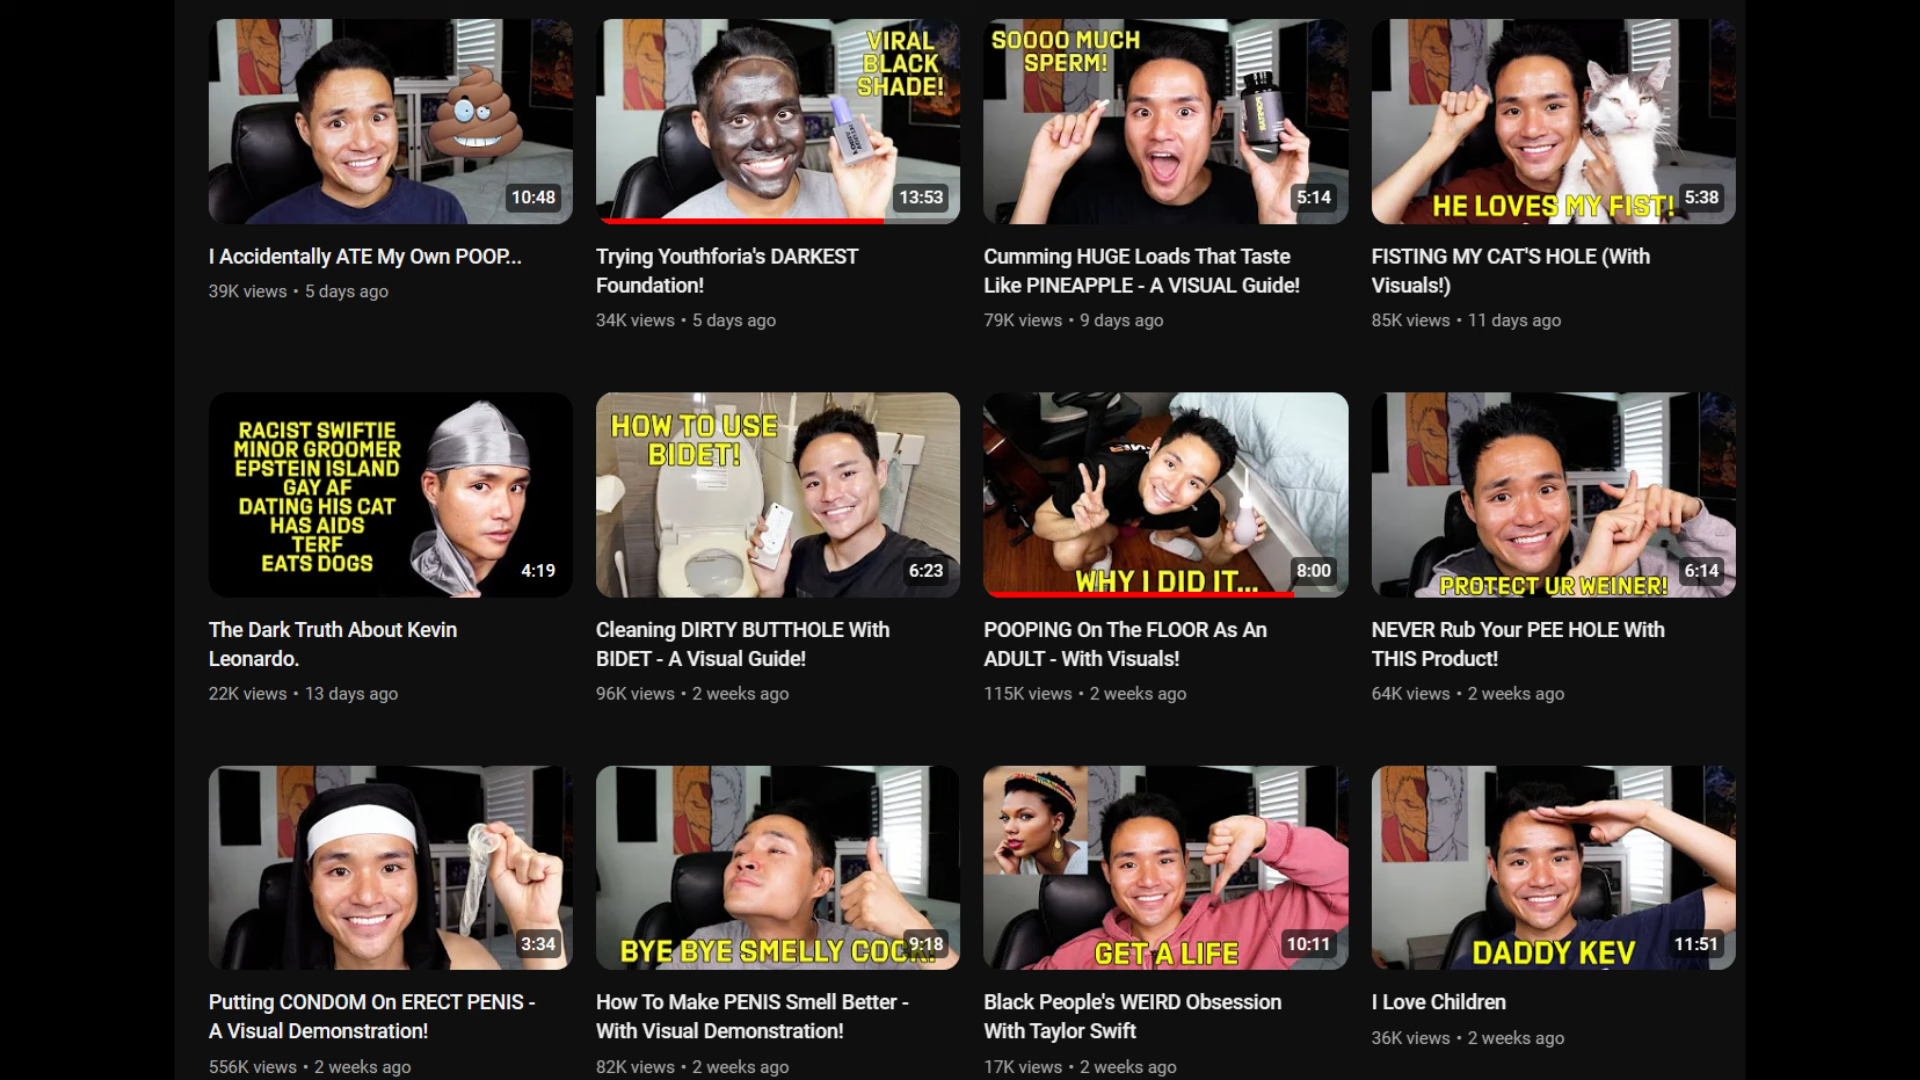 10:48
VIRAL
BLACK
SHADE!
13:53
SOOOO MUCH
SPERM!
5:14
HE LOVES MY FIST!
5:38
I Accidentally ATE My Own POOP...
39K views • 5 days ago
Trying Youthforia's DARKEST
Foundation!
34K views • 5 days ago
Cumming HUGE Loads That Taste
Like PINEAPPLE - A VISUAL Guide!
79K views • 9 days ago
FISTING MY CAT'S HOLE (With
Visuals!)
85K views • 11 days ago
RACIST SWIFTIE
MINOR GROOMER
EPSTEIN ISLAND
GAY AF
DATING HIS CAT
HAS AIDS
TERF
EATS DOGS
4:19
HOW TO USE
BIDET!
6:23
WHY I DID IT...
8:00
PROTECT UR WEINER!
6:14
The Dark Truth About Kevin
Leonardo.
22K views • 13 days ago
Cleaning DIRTY BUTTHOLE With
BIDET - A Visual Guide!
96K views • 2 weeks ago
POOPING On The FLOOR As An
ADULT - With Visuals!
115K views • 2 weeks ago
NEVER Rub Your PEE HOLE With
THIS Product!
64K views • 2 weeks ago
3:34
BYE BYE SMELLY COCK!
9:18
GET A LIFE
10:11
DADDY KEV
11:51
Putting CONDOM On ERECT PENIS -
A Visual Demonstration!
556K views • 2 weeks ago
How To Make PENIS Smell Better -
With Visual Demonstration!
82K views • 2 weeks ago
Black People's WEIRD Obsession
With Taylor Swift
17K views • 2 weeks ago
I Love Children
36K views • 2 weeks ago